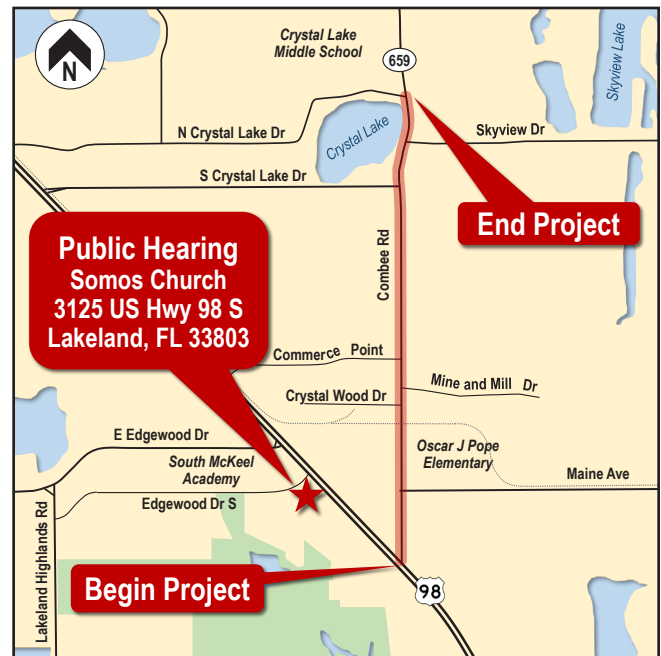 Crystal Lake
Middle School
659
Skyview Lake
N
N Crystal Lake Dr
Crystal Lake
Skyview Dr
S Crystal Lake Dr
End Project
Public Hearing
Somos Church
3125 US Hwy 98 S
Lakeland, FL 33803
Combee Rd
Commerce Point
Mine and Mill Dr
Crystal Wood Dr
E Edgewood Dr
South McKeel
Academy
Oscar J Pope
Elementary
Maine Ave
Edgewood Dr S
Lakeland Highlands Rd
Begin Project
98